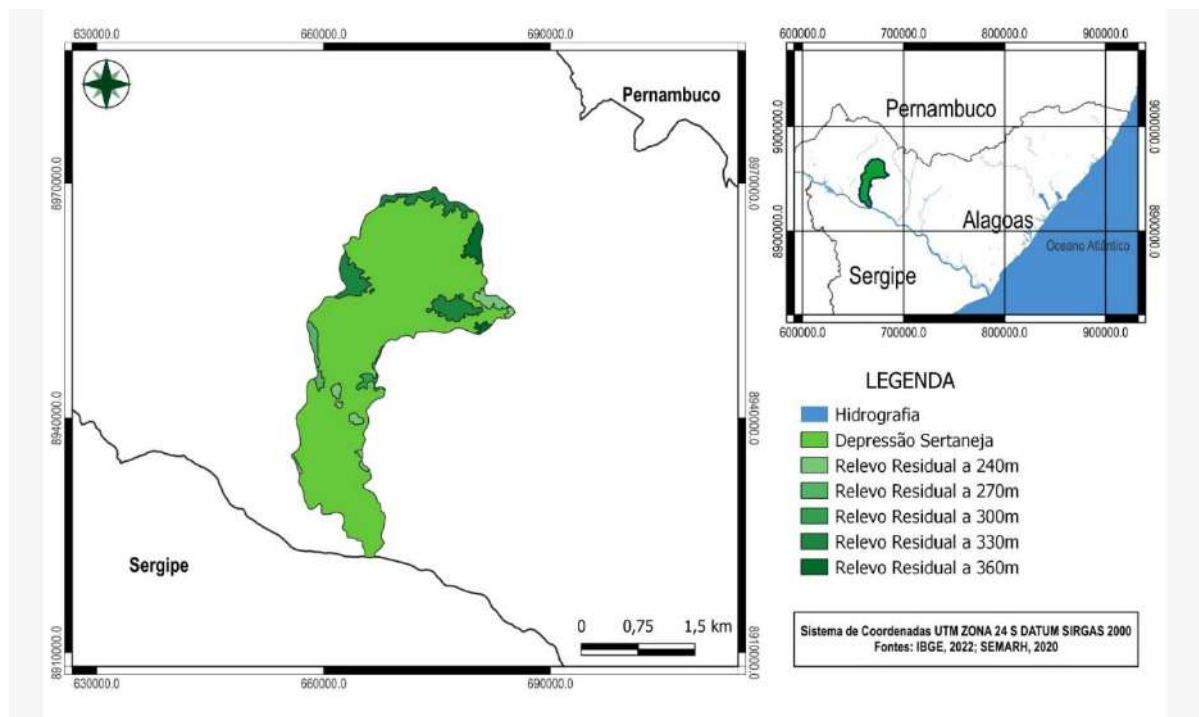 630000.0 660000.0 690000.0
Pernambuco
8970000.0 8970000.0
8940000.0 8940000.0
Sergipe
0 0,75 1,5 km
8910000.0 8910000.0
630000.0 660000.0 690000.0
600000.0 700000.0 800000.0 900000.0
Pernambuco
9000000.0 9000000.0
Alagoas
8900000.0 8900000.0
Oceano Atlântico
Sergipe
600000.0 700000.0 800000.0 900000.0
LEGENDA
Hidrografia
Depressão Sertaneja
Relevo Residual a 240m
Relevo Residual a 270m
Relevo Residual a 300m
Relevo Residual a 330m
Relevo Residual a 360m
Sistema de Coordenadas UTM ZONA 24 S DATUM SIRGAS 2000
Fontes: IBGE, 2022; SEMARH, 2020